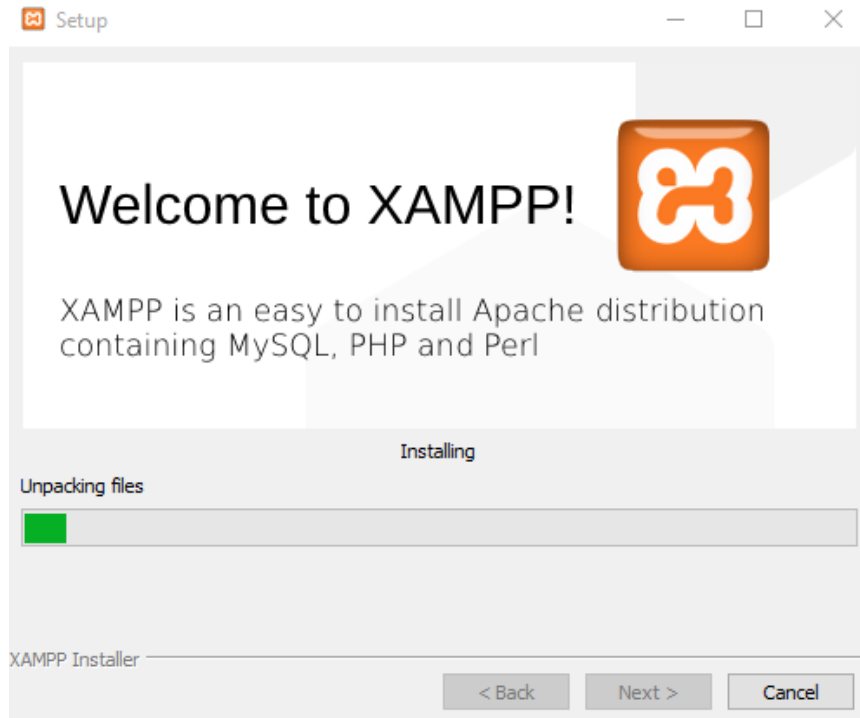 Setup
Welcome to XAMPP!
XAMPP is an easy to install Apache distribution
containing MySQL, PHP and Perl
Installing
Unpacking files
XAMPP Installer
< Back
Next >
Cancel